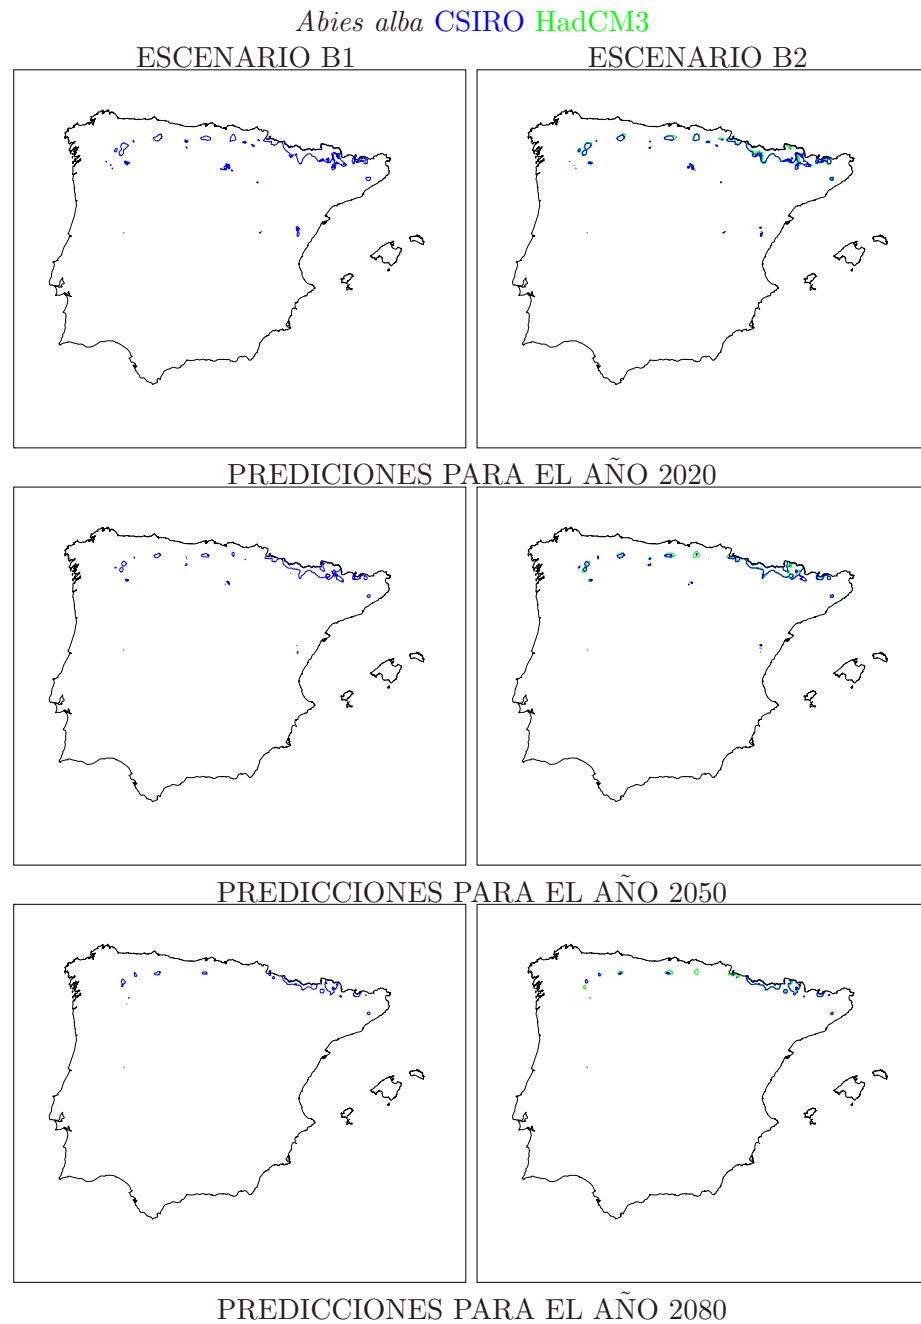 Abies alba CSIRO HadCM3
ESCENARIO B1
ESCENARIO B2
PREDICIONES PARA EL AÑO 2020
PREDICCIONES PARA EL AÑO 2050
PREDICCIONES PARA EL AÑO 2080